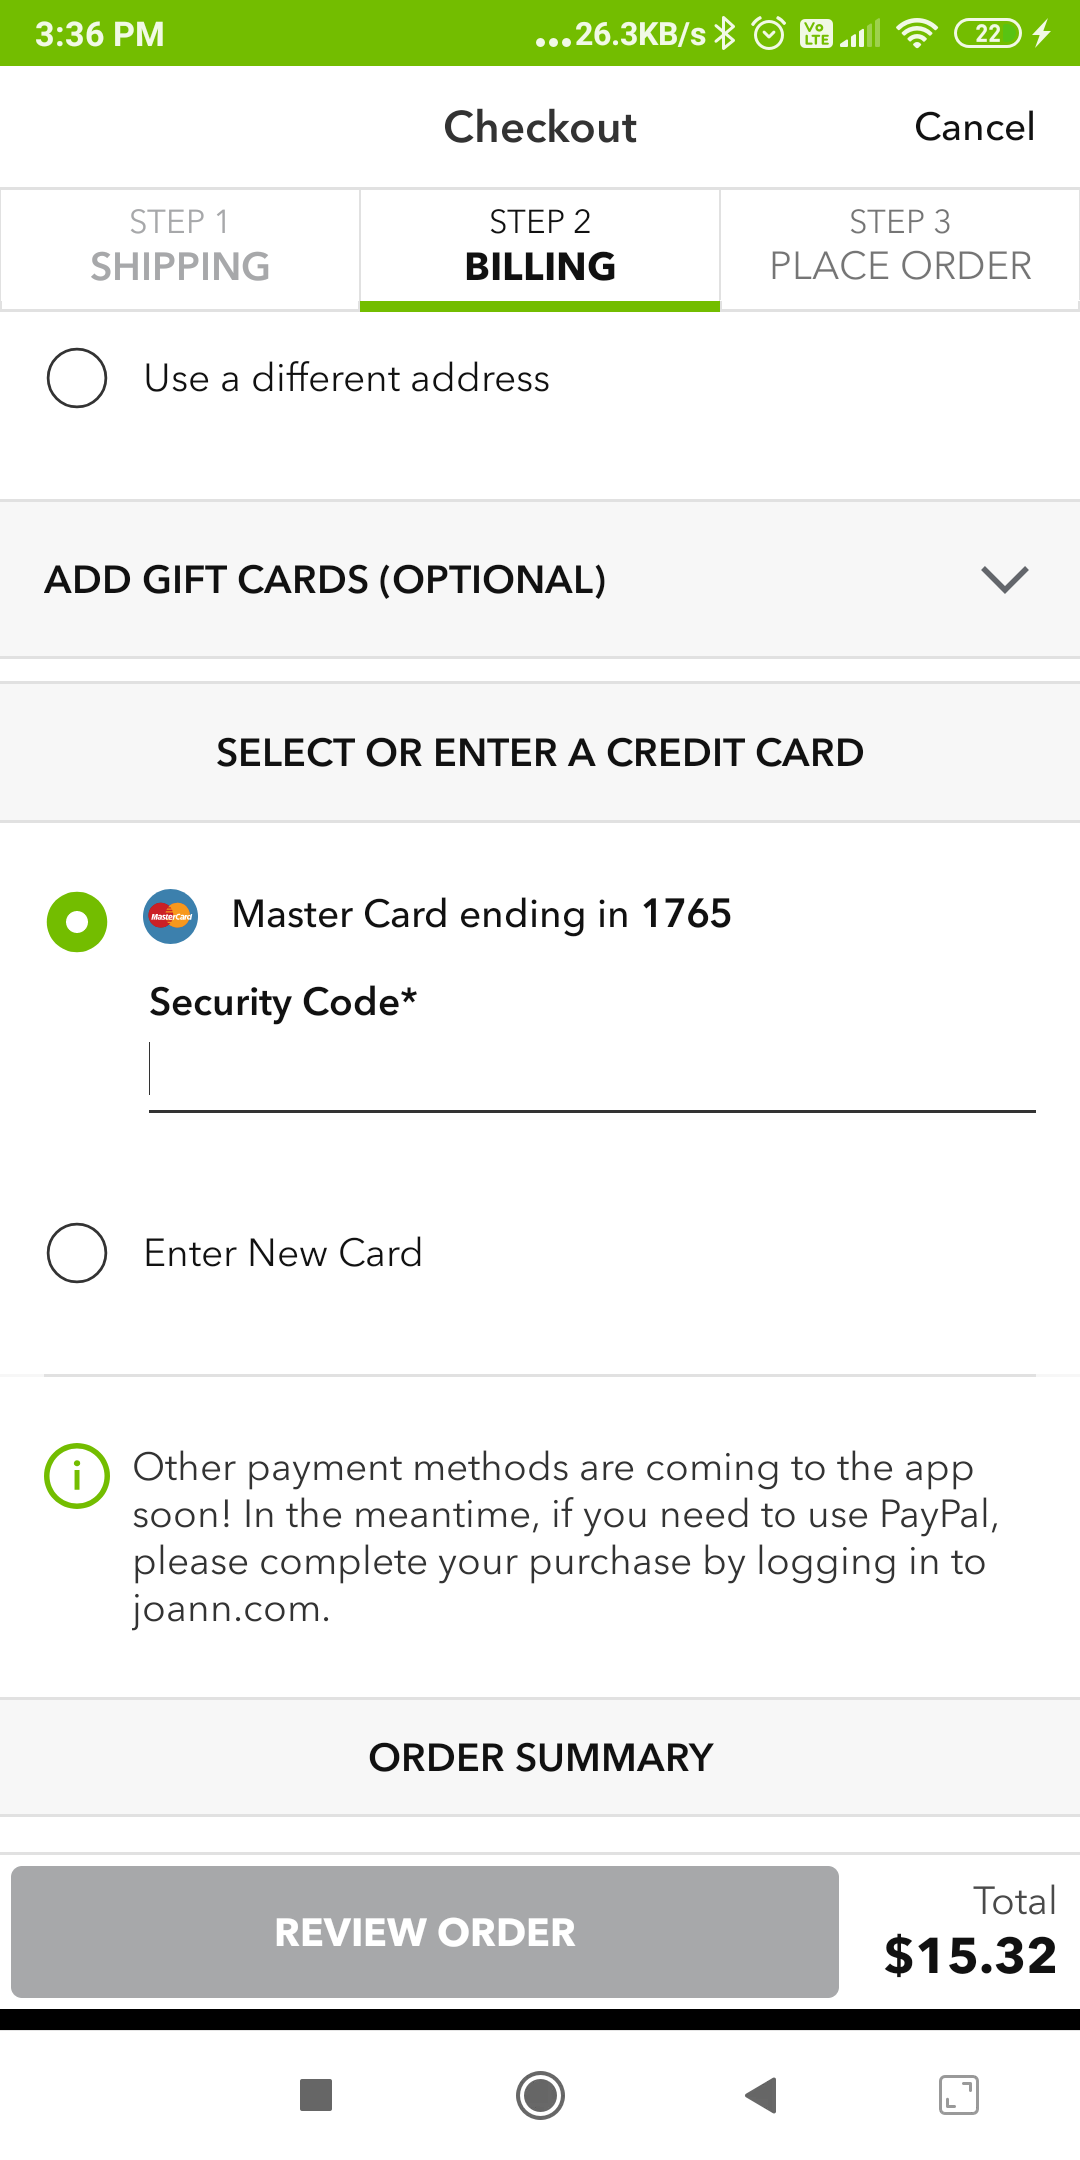 3:36 PM
...26.3KB/s
Vo LTE
22
Checkout
Cancel
STEP 1
SHIPPING
STEP 2
BILLING
STEP 3
PLACE ORDER
Use a different address
ADD GIFT CARDS (OPTIONAL)
SELECT OR ENTER A CREDIT CARD
MasterCard
Master Card ending in 1765
Security Code*
Enter New Card
Other payment methods are coming to the app
soon! In the meantime, if you need to use PayPal,
please complete your purchase by logging in to
joann.com.
ORDER SUMMARY
REVIEW ORDER
Total
$15.32